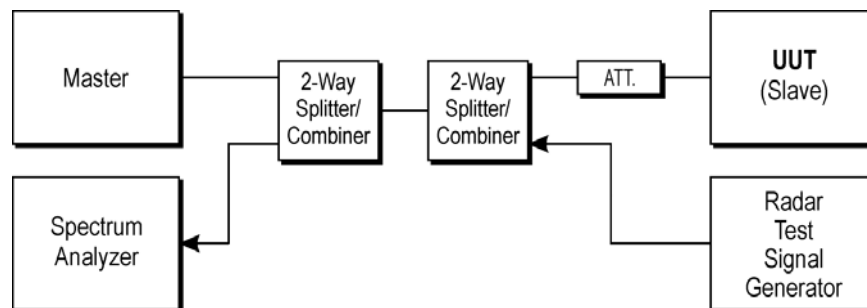 Master
2-Way
Splitter/
Combiner
2-Way
Splitter/
Combiner
ATT.
UUT
(Slave)
Spectrum
Analyzer
Radar
Test
Signal
Generator